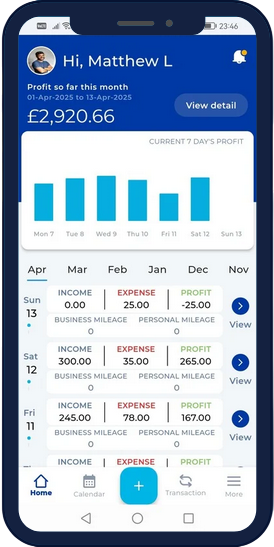 23:46
Hi, Matthew L
Profit so far this month
01-Apr-2025 to 13-Apr-2025
£2,920.66
View detail
CURRENT 7 DAY'S PROFIT
Mon 7 Tue 8 Wed 9 Thu 10 Fri 11 Sat 12 Sun 13
Apr Mar Feb Jan Dec Nov
Sun
13
INCOME EXPENSE PROFIT
0.00 25.00 -25.00
BUSINESS MILEAGE PERSONAL MILEAGE
0 0
View
Sat
12
INCOME EXPENSE PROFIT
300.00 35.00 265.00
BUSINESS MILEAGE PERSONAL MILEAGE
0 0
View
Fri
11
INCOME EXPENSE PROFIT
245.00 78.00 167.00
BUSINESS MILEAGE PERSONAL MILEAGE
0 0
View
INCOME EXPENSE PROFIT
Home Calendar + Transaction More